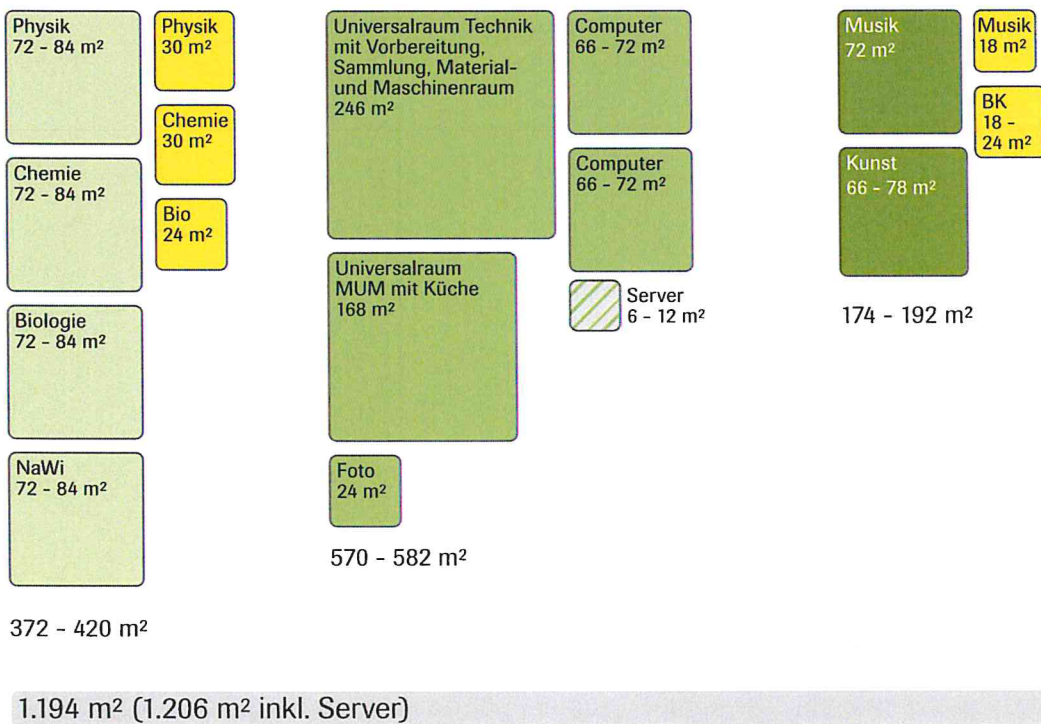 Physik
72 - 84 m²
Physik
30 m²
Chemie
30 m²
Chemie
72 - 84 m²
Bio
24 m²
Biologie
72 - 84 m²
NaWi
72 - 84 m²
372 - 420 m²
Universalraum Technik
mit Vorbereitung,
Sammlung, Material-
und Maschinenraum
246 m²
Computer
66 - 72 m²
Computer
66 - 72 m²
Universalraum
MUM mit Küche
168 m²
Server
6 - 12 m²
Foto
24 m²
570 - 582 m²
Musik
72 m²
Musik
18 m²
BK
18 -
24 m²
Kunst
66 - 78 m²
174 - 192 m²
1.194 m² (1.206 m² inkl. Server)